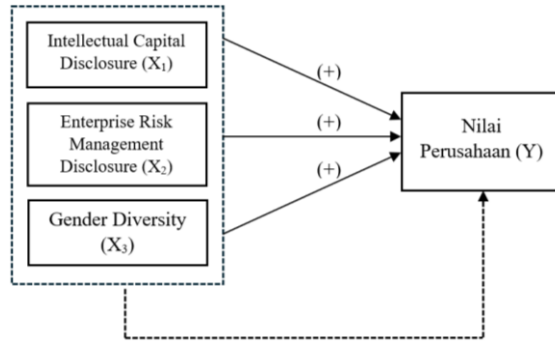 Intellectual Capital
Disclosure (X₁)
(+)
Enterprise Risk
Management
Disclosure (X₂)
(+)
Nilai
Perusahaan (Y)
(+)
Gender Diversity
(X₃)